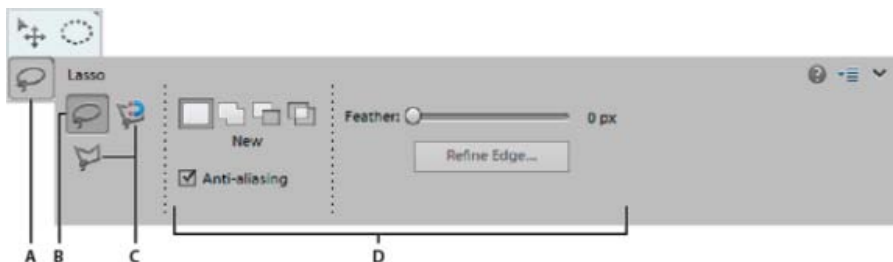 Lasso
Feather: 0 px
New
Refine Edge...
Anti-aliasing
A B C D